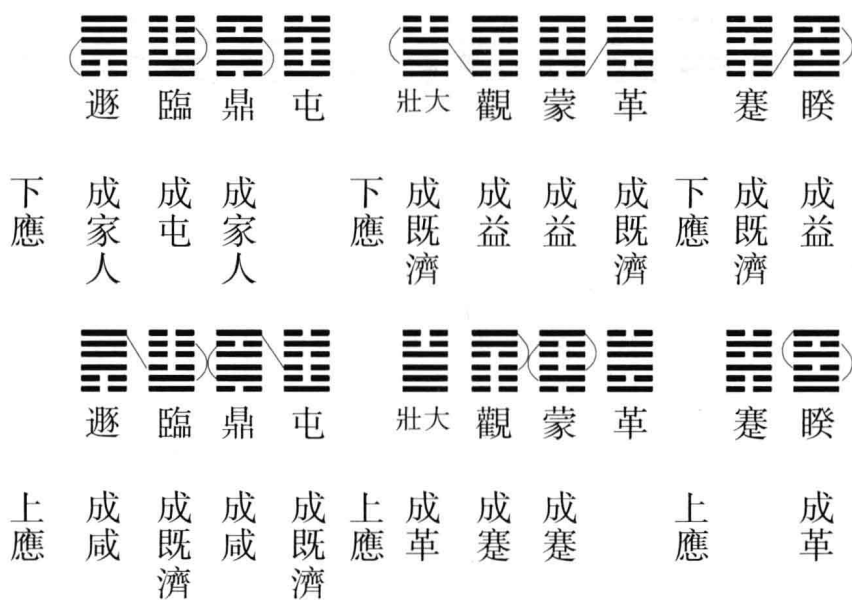 睽 成益
蹇 成既濟
下應
革 成既濟
蒙 成益
觀 成益
大壯 成既濟
下應
屯
鼎 成家人
臨 成屯
遯 成家人
下應
睽 成革
蹇
上應
革
蒙 成蹇
觀 成蹇
大壯 成革
上應
屯 成既濟
鼎 成咸
臨 成既濟
遯 成咸
上應